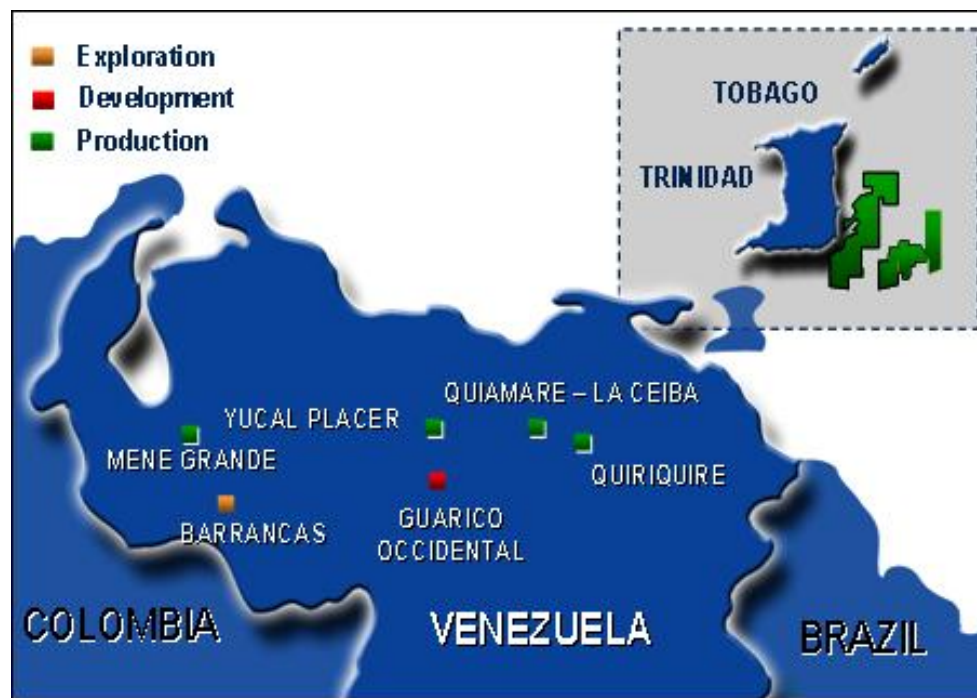 Exploration
Development
Production
TOBAGO
TRINIDAD
QUIAMARE – LA CEIBA
YUCAL PLACER
MENE GRANDE
QUIRIQUIRE
BARRANCAS
GUARICO
OCCIDENTAL
COLOMBIA
VENEZUELA
BRAZIL